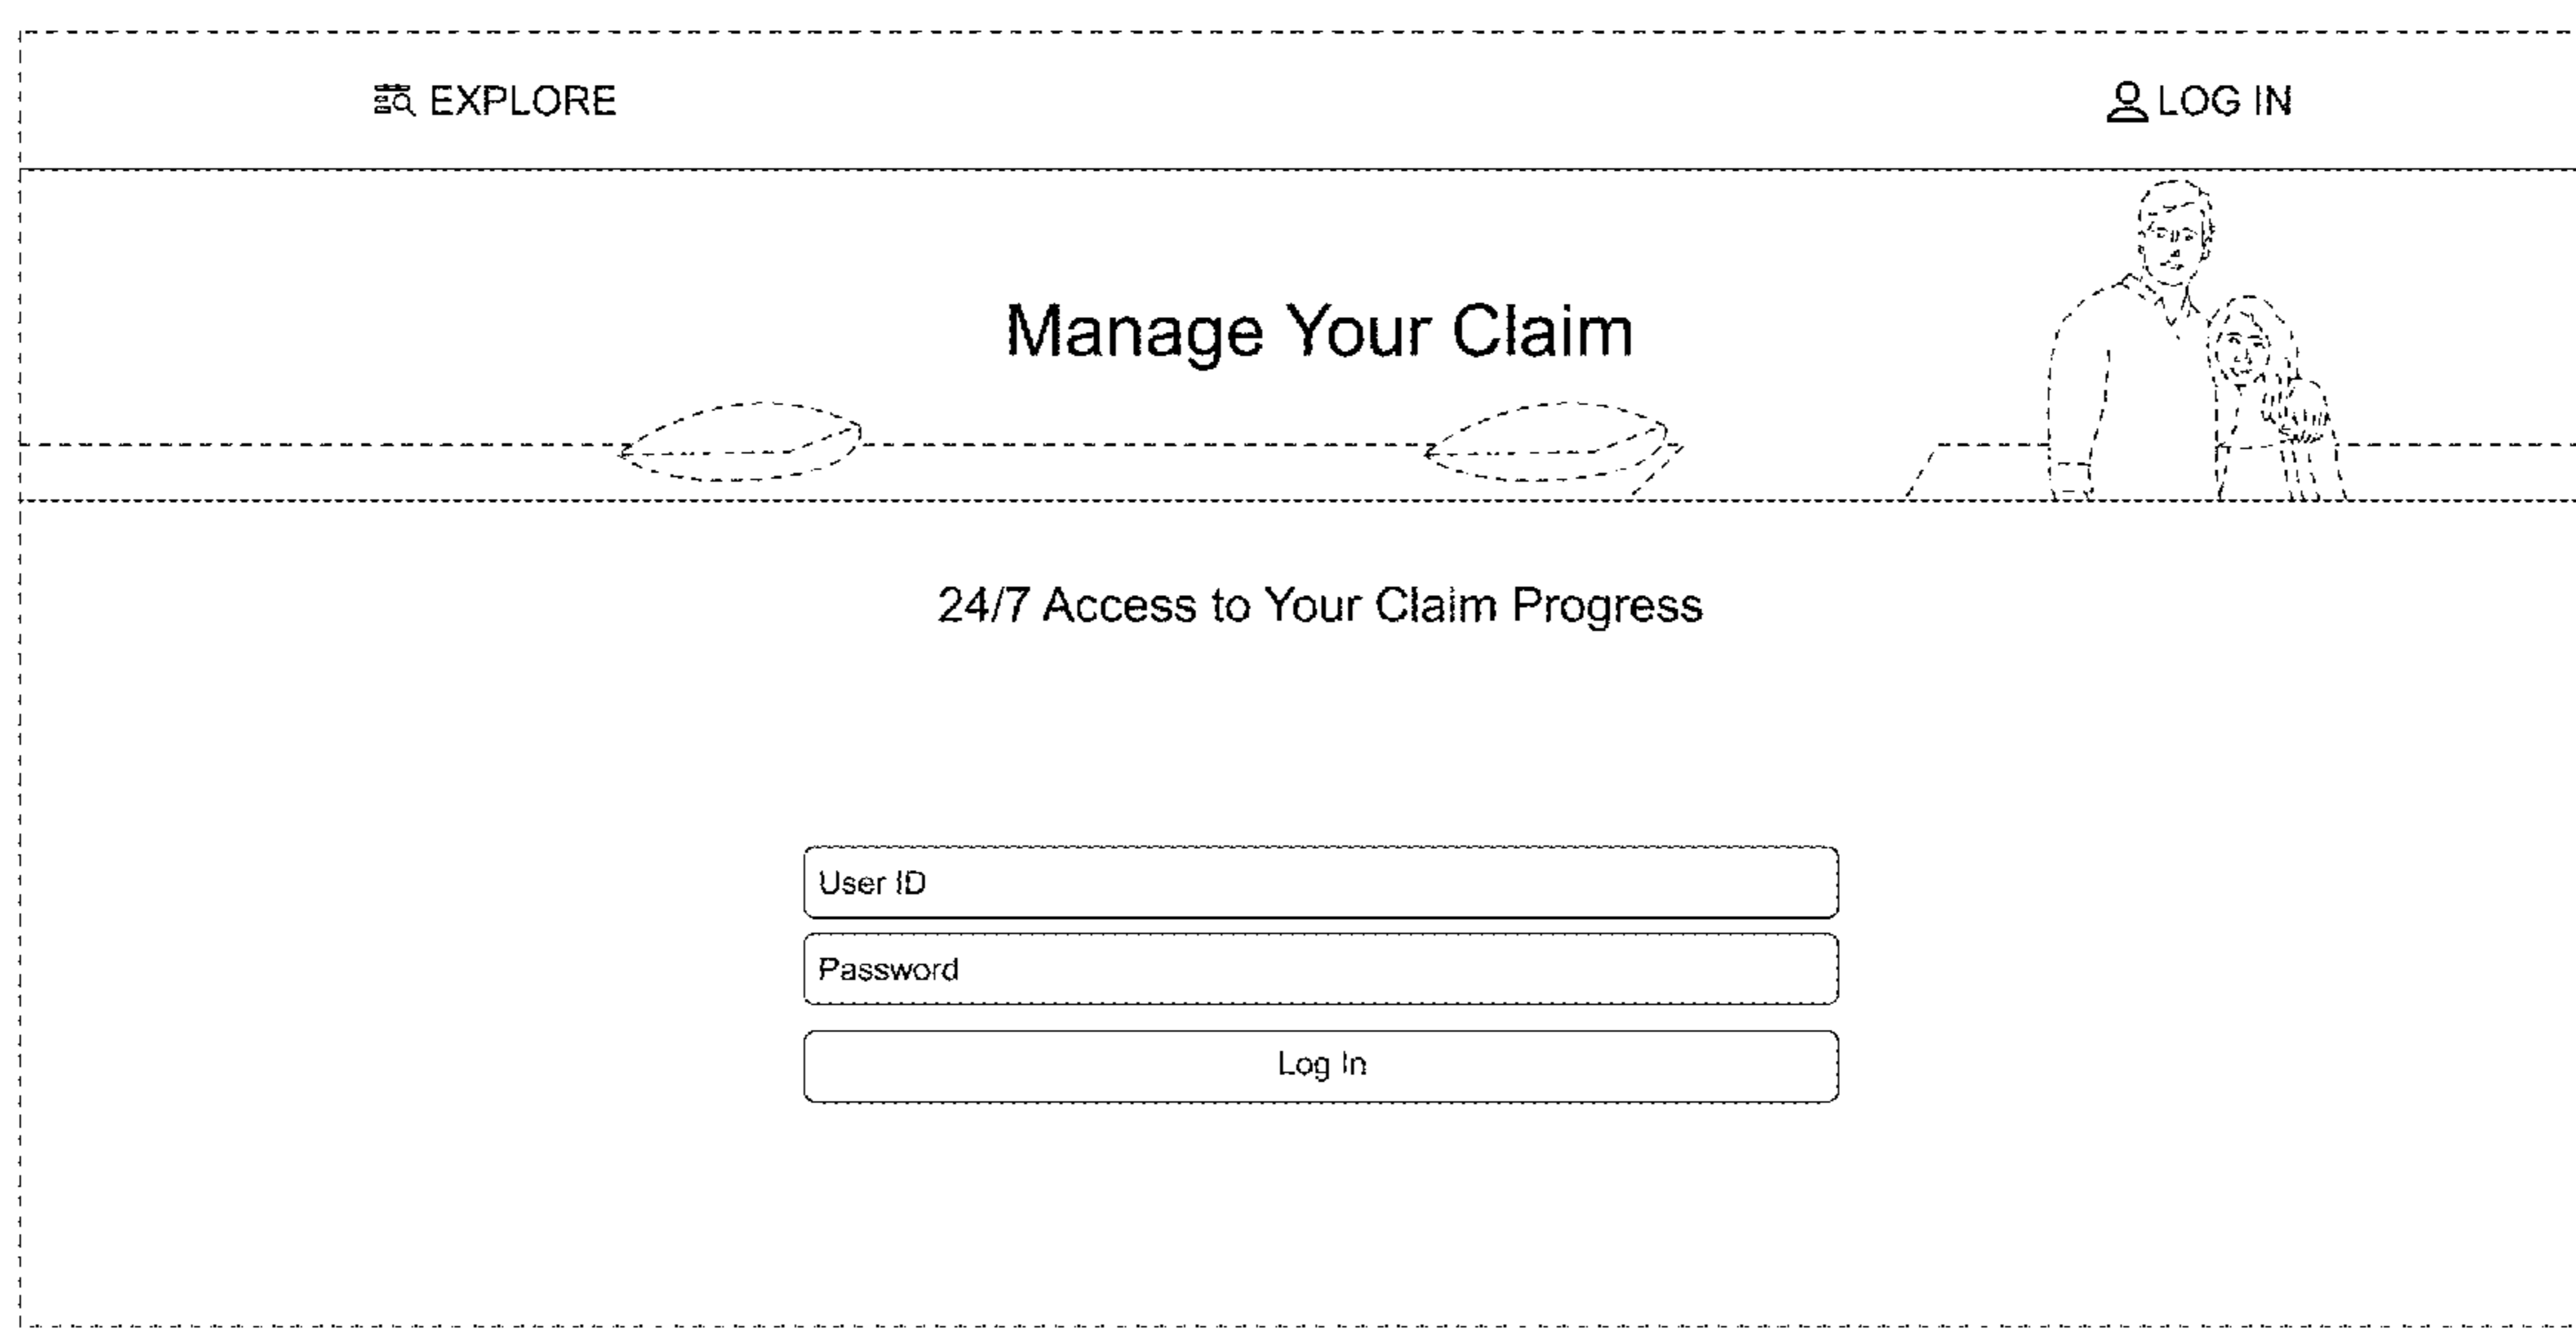 EXPLORE
LOG IN
Manage Your Claim
24/7 Access to Your Claim Progress
User ID
Password
Log In